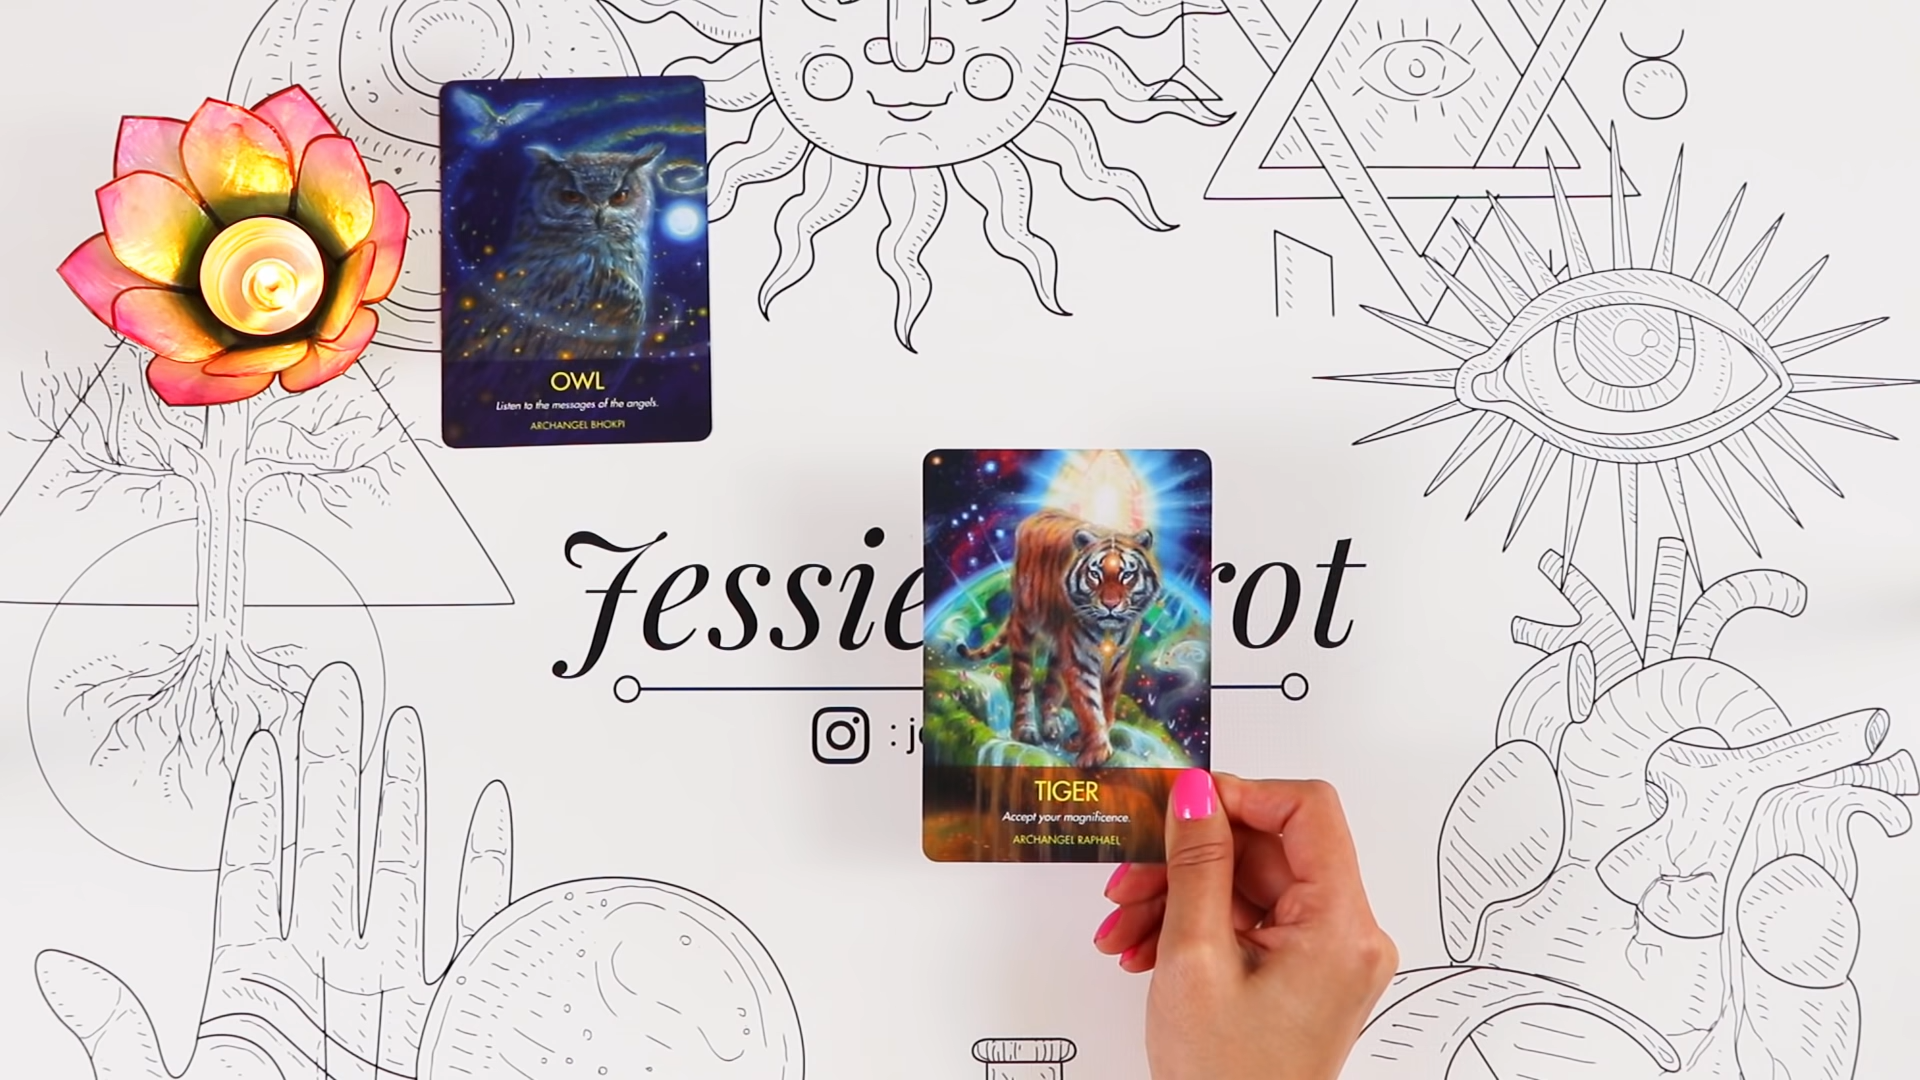 OWL
Listen to the messages of the angels.
ARCHANGEL BHOKPI
Jessie rot
: j
TIGER
Accept your magnificence.
ARCHANGEL RAPHAEL